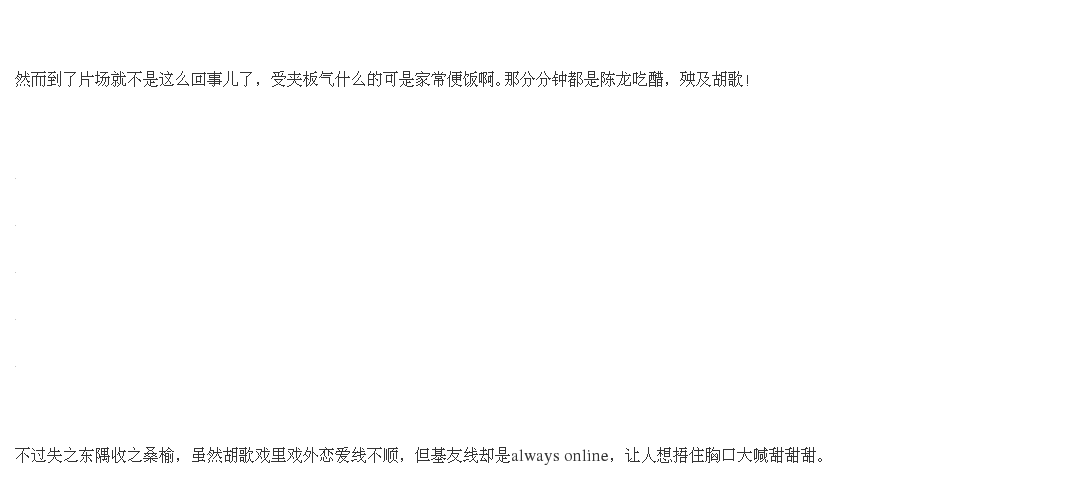 然而到了片场就不是这么回事儿了，受夹板气什么的可是家常便饭啊。那分分钟都是陈龙吃醋，殃及胡歌！
不过失之东隅收之桑榆，虽然胡歌戏里戏外恋爱线不顺，但基友线却是always online，让人想捂住胸口大喊甜甜甜。